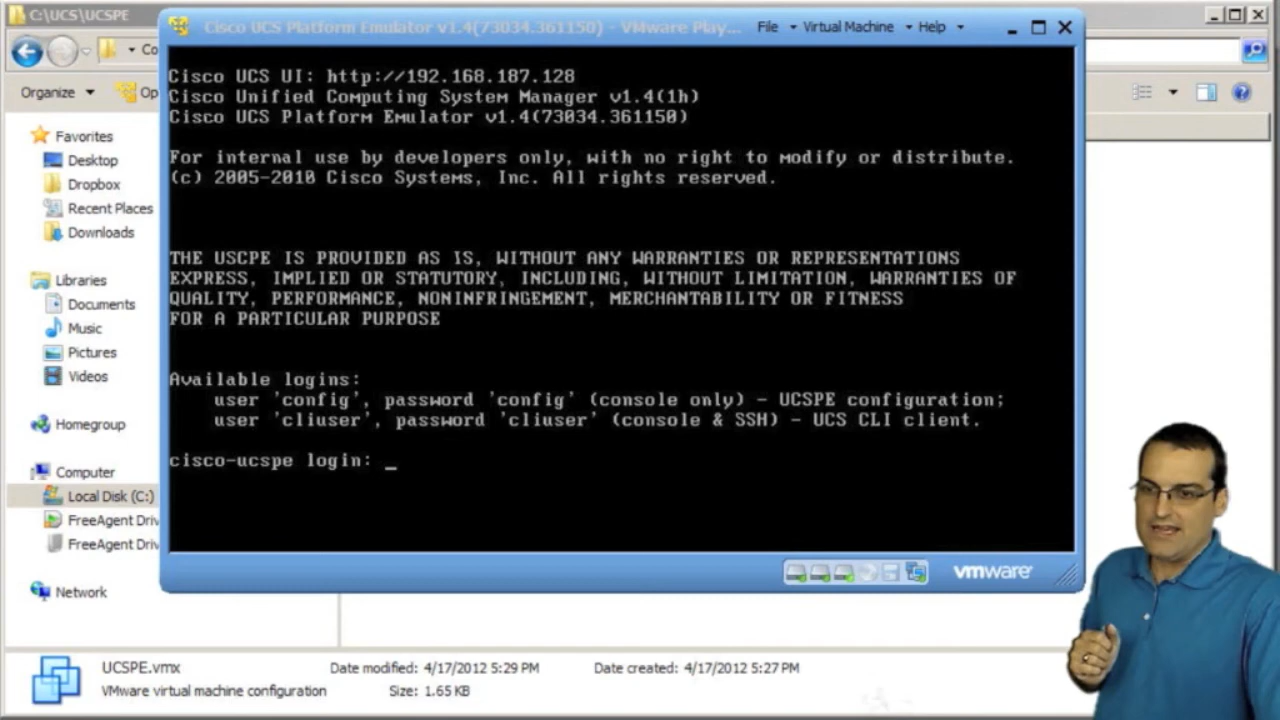 C:\UCS\UCSPE
Cisco UCS Platform Emulator v1.4(73034.361150) - VMware Play...
File
Virtual Machine
Help
Co
Organize
Op
Favorites
Desktop
Dropbox
Recent Places
Downloads
Libraries
Documents
Music
Pictures
Videos
Homegroup
Computer
Local Disk (C:)
FreeAgent Driv
FreeAgent Driv
Network
Cisco UCS UI: http://192.168.187.128
Cisco Unified Computing System Manager v1.4(1h)
Cisco UCS Platform Emulator v1.4(73034.361150)
For internal use by developers only, with no right to modify or distribute.
(c) 2005-2010 Cisco Systems, Inc. All rights reserved.
THE USCPE IS PROVIDED AS IS, WITHOUT ANY WARRANTIES OR REPRESENTATIONS
EXPRESS, IMPLIED OR STATUTORY, INCLUDING, WITHOUT LIMITATION, WARRANTIES OF
QUALITY, PERFORMANCE, NONINFRINGEMENT, MERCHANTABILITY OR FITNESS
FOR A PARTICULAR PURPOSE
Available logins:
user 'config', password 'config' (console only) - UCSPE configuration;
user 'cliuser', password 'cliuser' (console & SSH) - UCS CLI client.
cisco-ucspe login: _
vmware
UCSPE.vmx
Date modified: 4/17/2012 5:29 PM
Date created: 4/17/2012 5:27 PM
VMware virtual machine configuration
Size: 1.65 KB